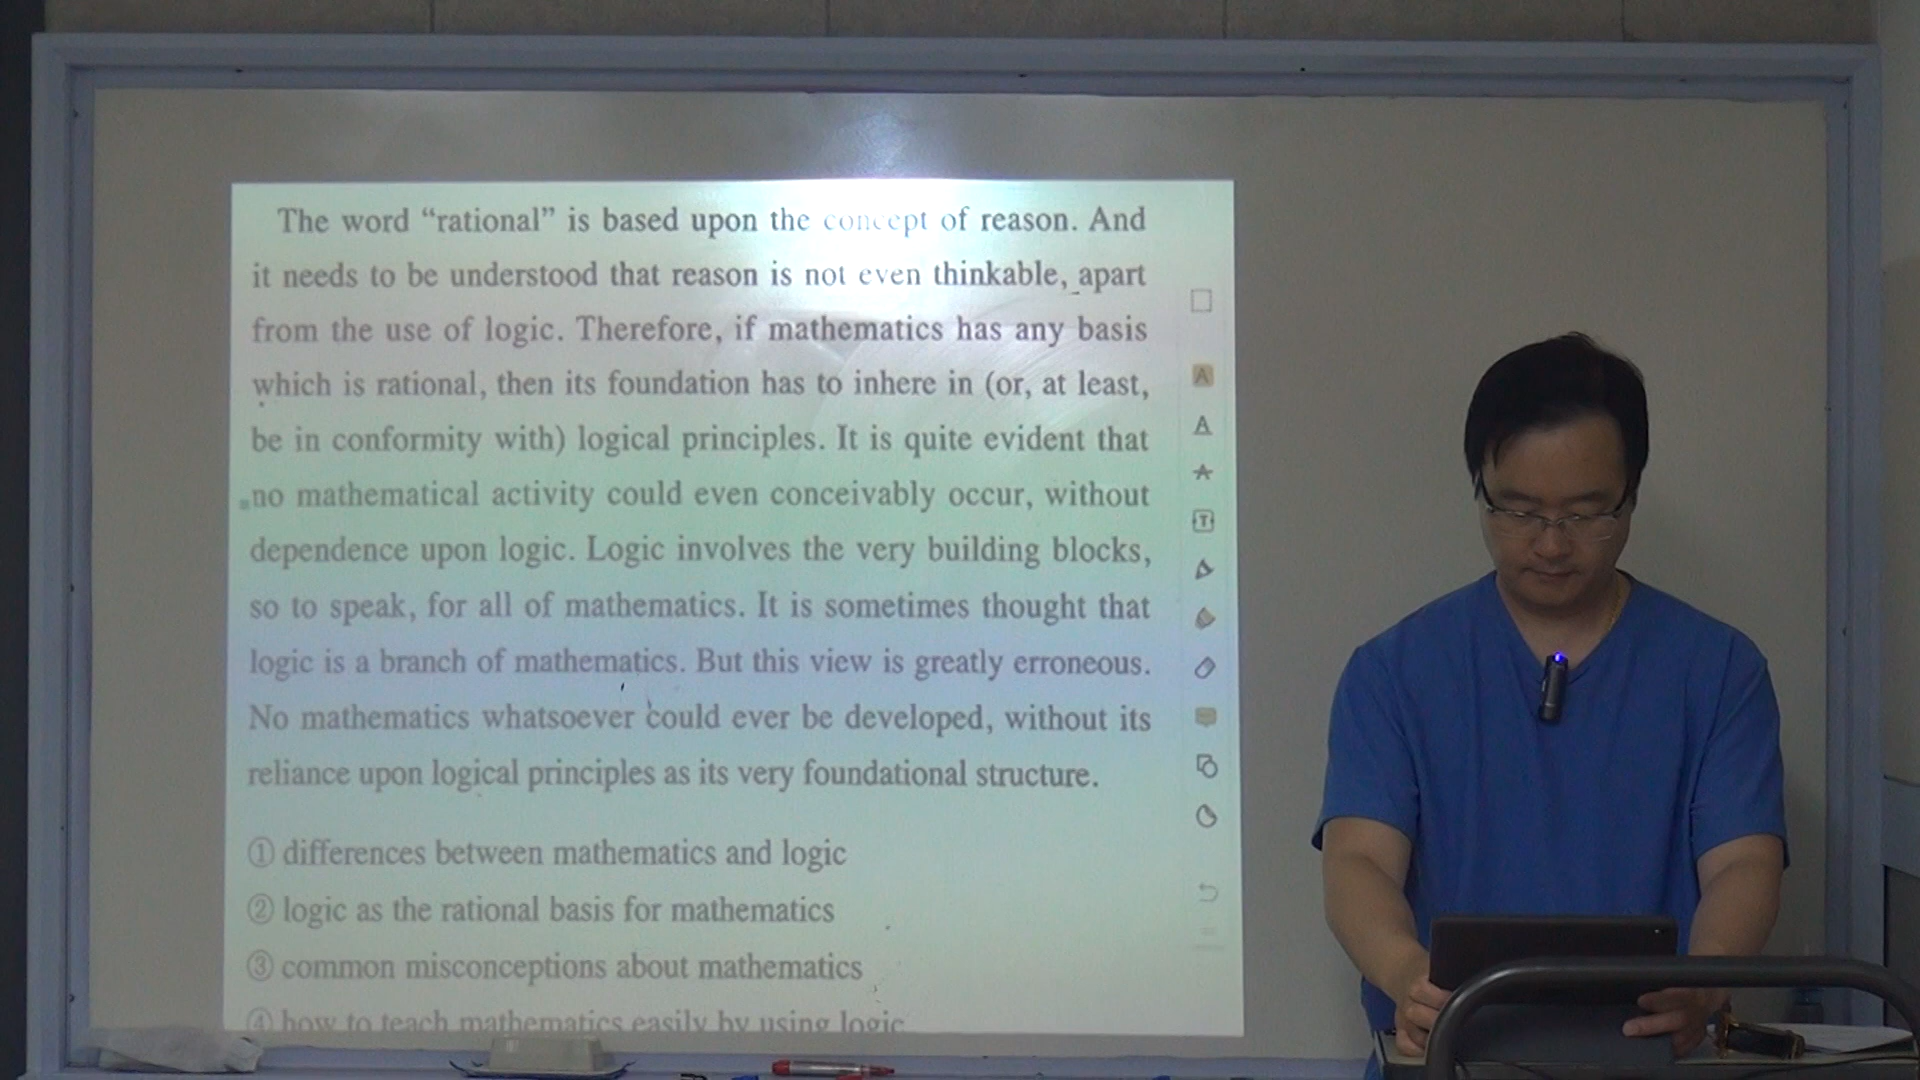 The word “rational” is based upon the concept of reason. And
it needs to be understood that reason is not even thinkable, apart
from the use of logic. Therefore, if mathematics has any basis
which is rational, then its foundation has to inhere in (or, at least,
be in conformity with) logical principles. It is quite evident that
no mathematical activity could even conceivably occur, without
dependence upon logic. Logic involves the very building blocks,
so to speak, for all of mathematics. It is sometimes thought that
logic is a branch of mathematics. But this view is greatly erroneous.
No mathematics whatsoever could ever be developed, without its
reliance upon logical principles as its very foundational structure.
① differences between mathematics and logic
② logic as the rational basis for mathematics
③ common misconceptions about mathematics
④ how to teach mathematics easily by using logic